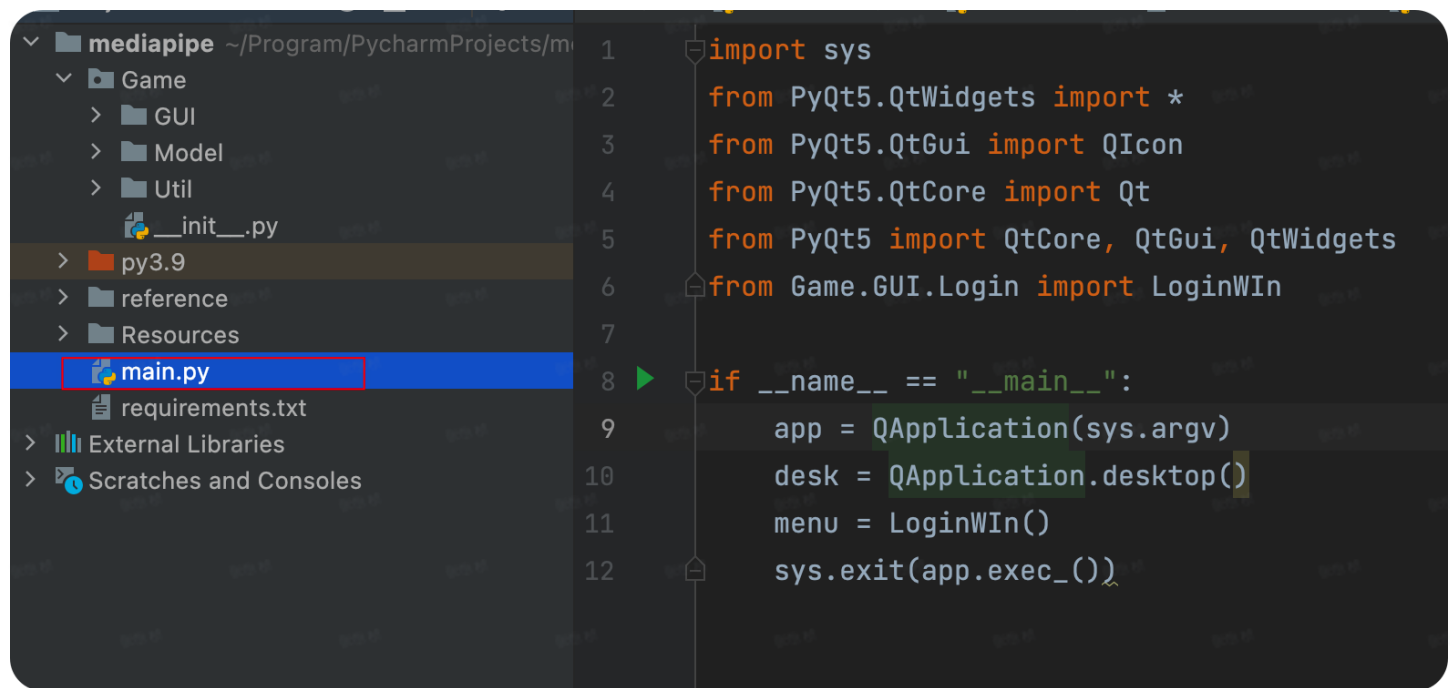 mediapipe ~/Program/PycharmProjects/me
Game
GUI
Model
Util
__init__.py
py3.9
reference
Resources
main.py
requirements.txt
External Libraries
Scratches and Consoles
1 import sys
2 from PyQt5.QtWidgets import *
3 from PyQt5.QtGui import QIcon
4 from PyQt5.QtCore import Qt
5 from PyQt5 import QtCore, QtGui, QtWidgets
6 from Game.GUI.Login import LoginWIn
7
8 if __name__ == "__main__":
9 app = QApplication(sys.argv)
10 desk = QApplication.desktop()
11 menu = LoginWIn()
12 sys.exit(app.exec_())